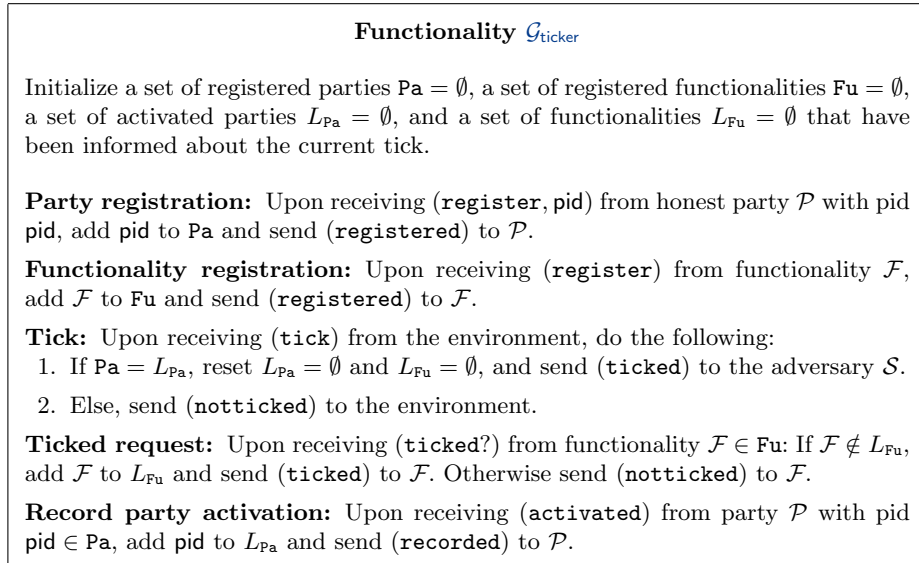 Functionality 𝒢ticker
Initialize a set of registered parties Pa = ∅, a set of registered functionalities Fu = ∅,
a set of activated parties LPa = ∅, and a set of functionalities LFu = ∅ that have
been informed about the current tick.
Party registration: Upon receiving (register, pid) from honest party 𝒫 with pid
pid, add pid to Pa and send (registered) to 𝒫.
Functionality registration: Upon receiving (register) from functionality ℱ,
add ℱ to Fu and send (registered) to ℱ.
Tick: Upon receiving (tick) from the environment, do the following:
1. If Pa = LPa, reset LPa = ∅ and LFu = ∅, and send (ticked) to the adversary 𝒮.
2. Else, send (notticked) to the environment.
Ticked request: Upon receiving (ticked?) from functionality ℱ ∈ Fu: If ℱ ∉ LFu,
add ℱ to LFu and send (ticked) to ℱ. Otherwise send (notticked) to ℱ.
Record party activation: Upon receiving (activated) from party 𝒫 with pid
pid ∈ Pa, add pid to LPa and send (recorded) to 𝒫.